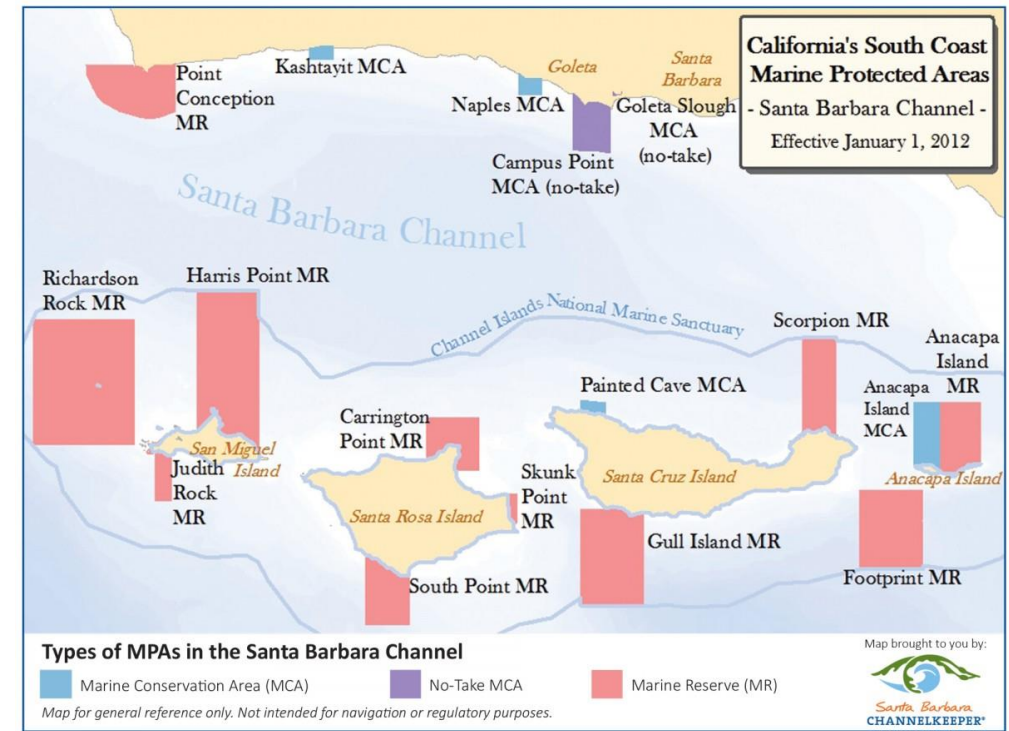 California's South Coast
Marine Protected Areas
- Santa Barbara Channel -
Effective January 1, 2012
Point
Conception
MR
Kashtayit MCA
Naples MCA
Goleta
Santa
Barbara
Goleta Slough
MCA
(no-take)
Campus Point
MCA (no-take)
Santa Barbara Channel
Richardson
Rock MR
Harris Point MR
Channel Islands National Marine Sanctuary
Scorpion MR
Anacapa
Island
MR
Anacapa
Island
MCA
Painted Cave MCA
Carrington
Point MR
San Miguel
Island
Judith
Rock
MR
Skunk
Point
MR
Santa Cruz Island
Anacapa Island
Santa Rosa Island
Gull Island MR
South Point MR
Footprint MR
Types of MPAs in the Santa Barbara Channel
Marine Conservation Area (MCA)
No-Take MCA
Marine Reserve (MR)
Map for general reference only. Not intended for navigation or regulatory purposes.
Map brought to you by:
Santa Barbara
CHANNELKEEPER®